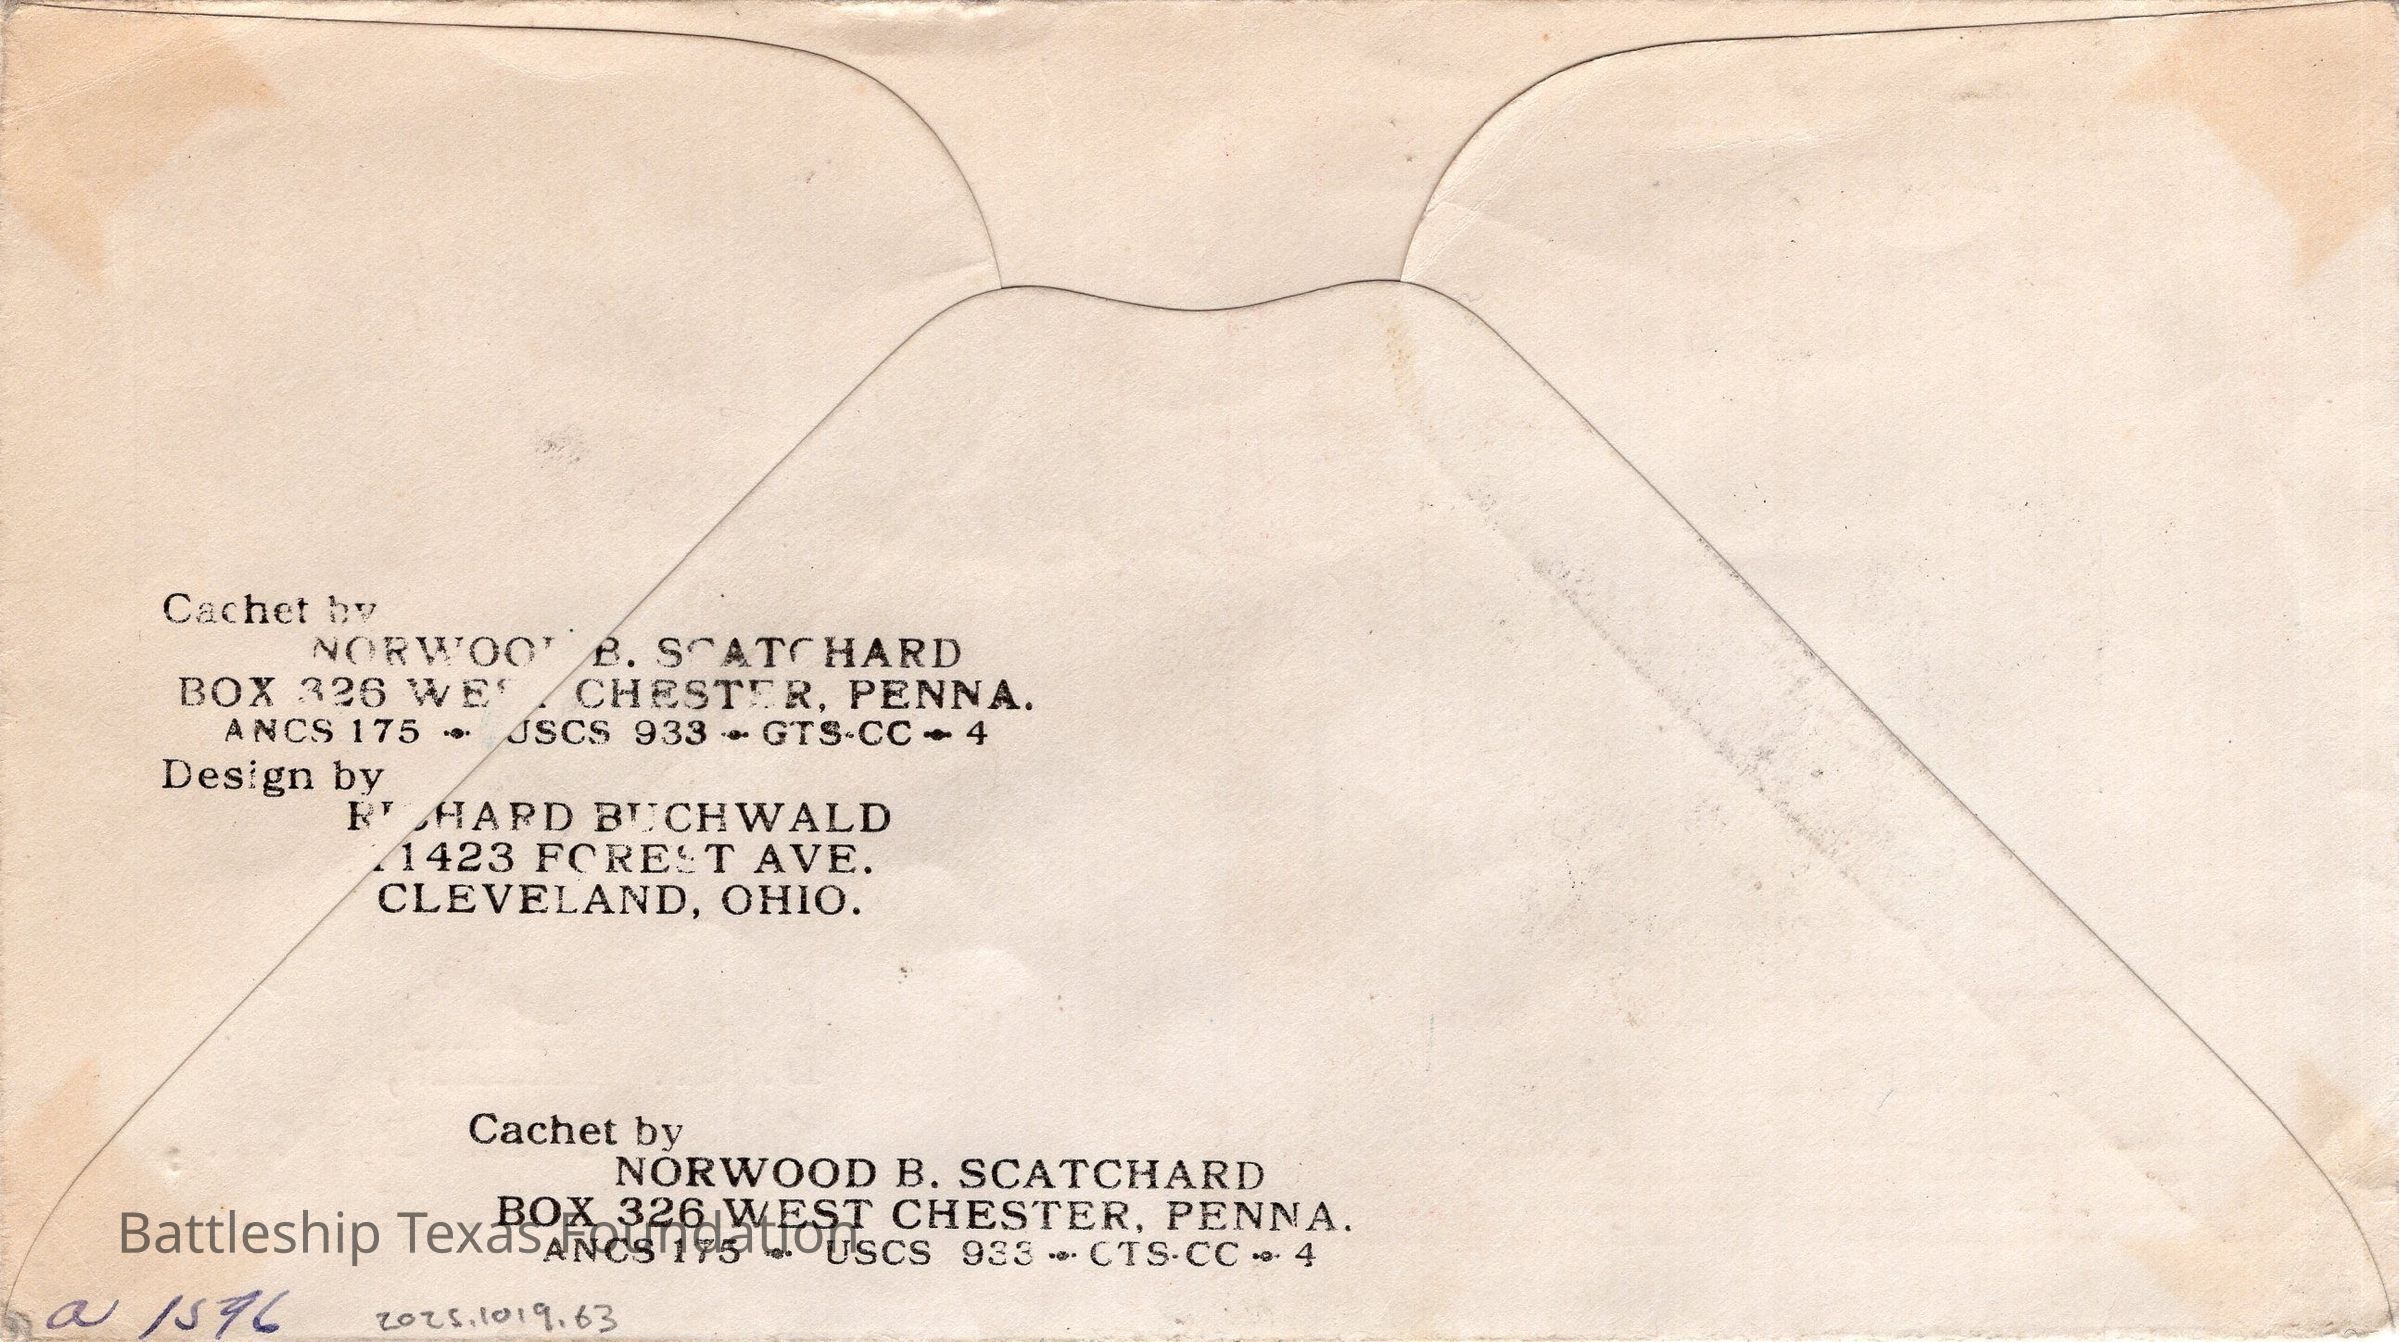 Cachet by
NORWOOD B. SCATCHARD
BOX 326 WEST CHESTER, PENNA.
ANCS 175 USCS 933 GTS-CC 4
Design by
RICHARD BUCHWALD
11423 FOREST AVE.
CLEVELAND, OHIO.
Cachet by
NORWOOD B. SCATCHARD
BOX 326 WEST CHESTER, PENNA.
Battleship Texas Foundation
ANCS 175 USCS 933 GTS-CC 4
a 1596
2025.1019.63